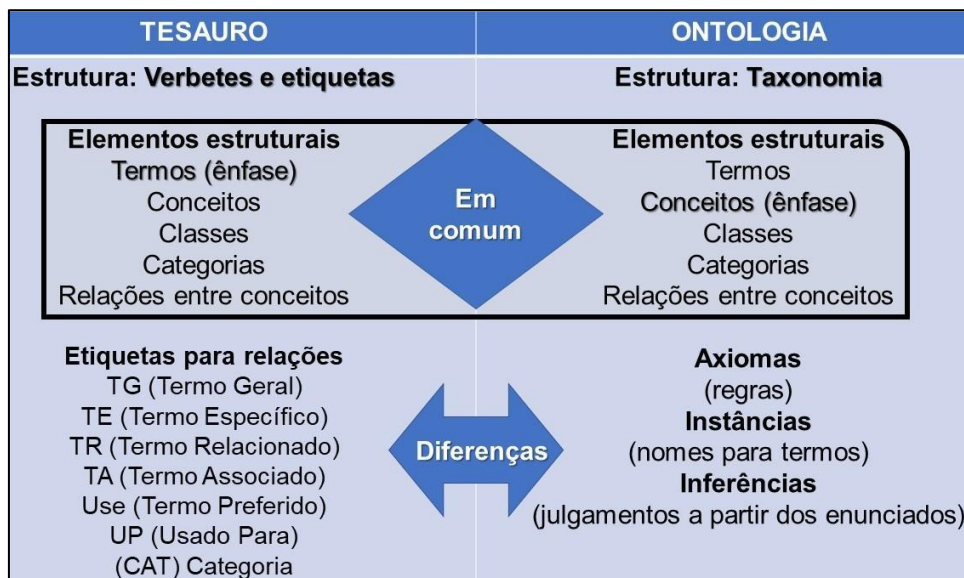 TESAURO
ONTOLOGIA
Estrutura: Verbetes e etiquetas
Estrutura: Taxonomia
Elementos estruturais
Termos (ênfase)
Conceitos
Classes
Categorias
Relações entre conceitos
Em
comum
Elementos estruturais
Termos
Conceitos (ênfase)
Classes
Categorias
Relações entre conceitos
Etiquetas para relações
TG (Termo Geral)
TE (Termo Específico)
TR (Termo Relacionado)
TA (Termo Associado)
Use (Termo Preferido)
UP (Usado Para)
(CAT) Categoria
Diferenças
Axiomas
(regras)
Instâncias
(nomes para termos)
Inferências
(julgamentos a partir dos enunciados)